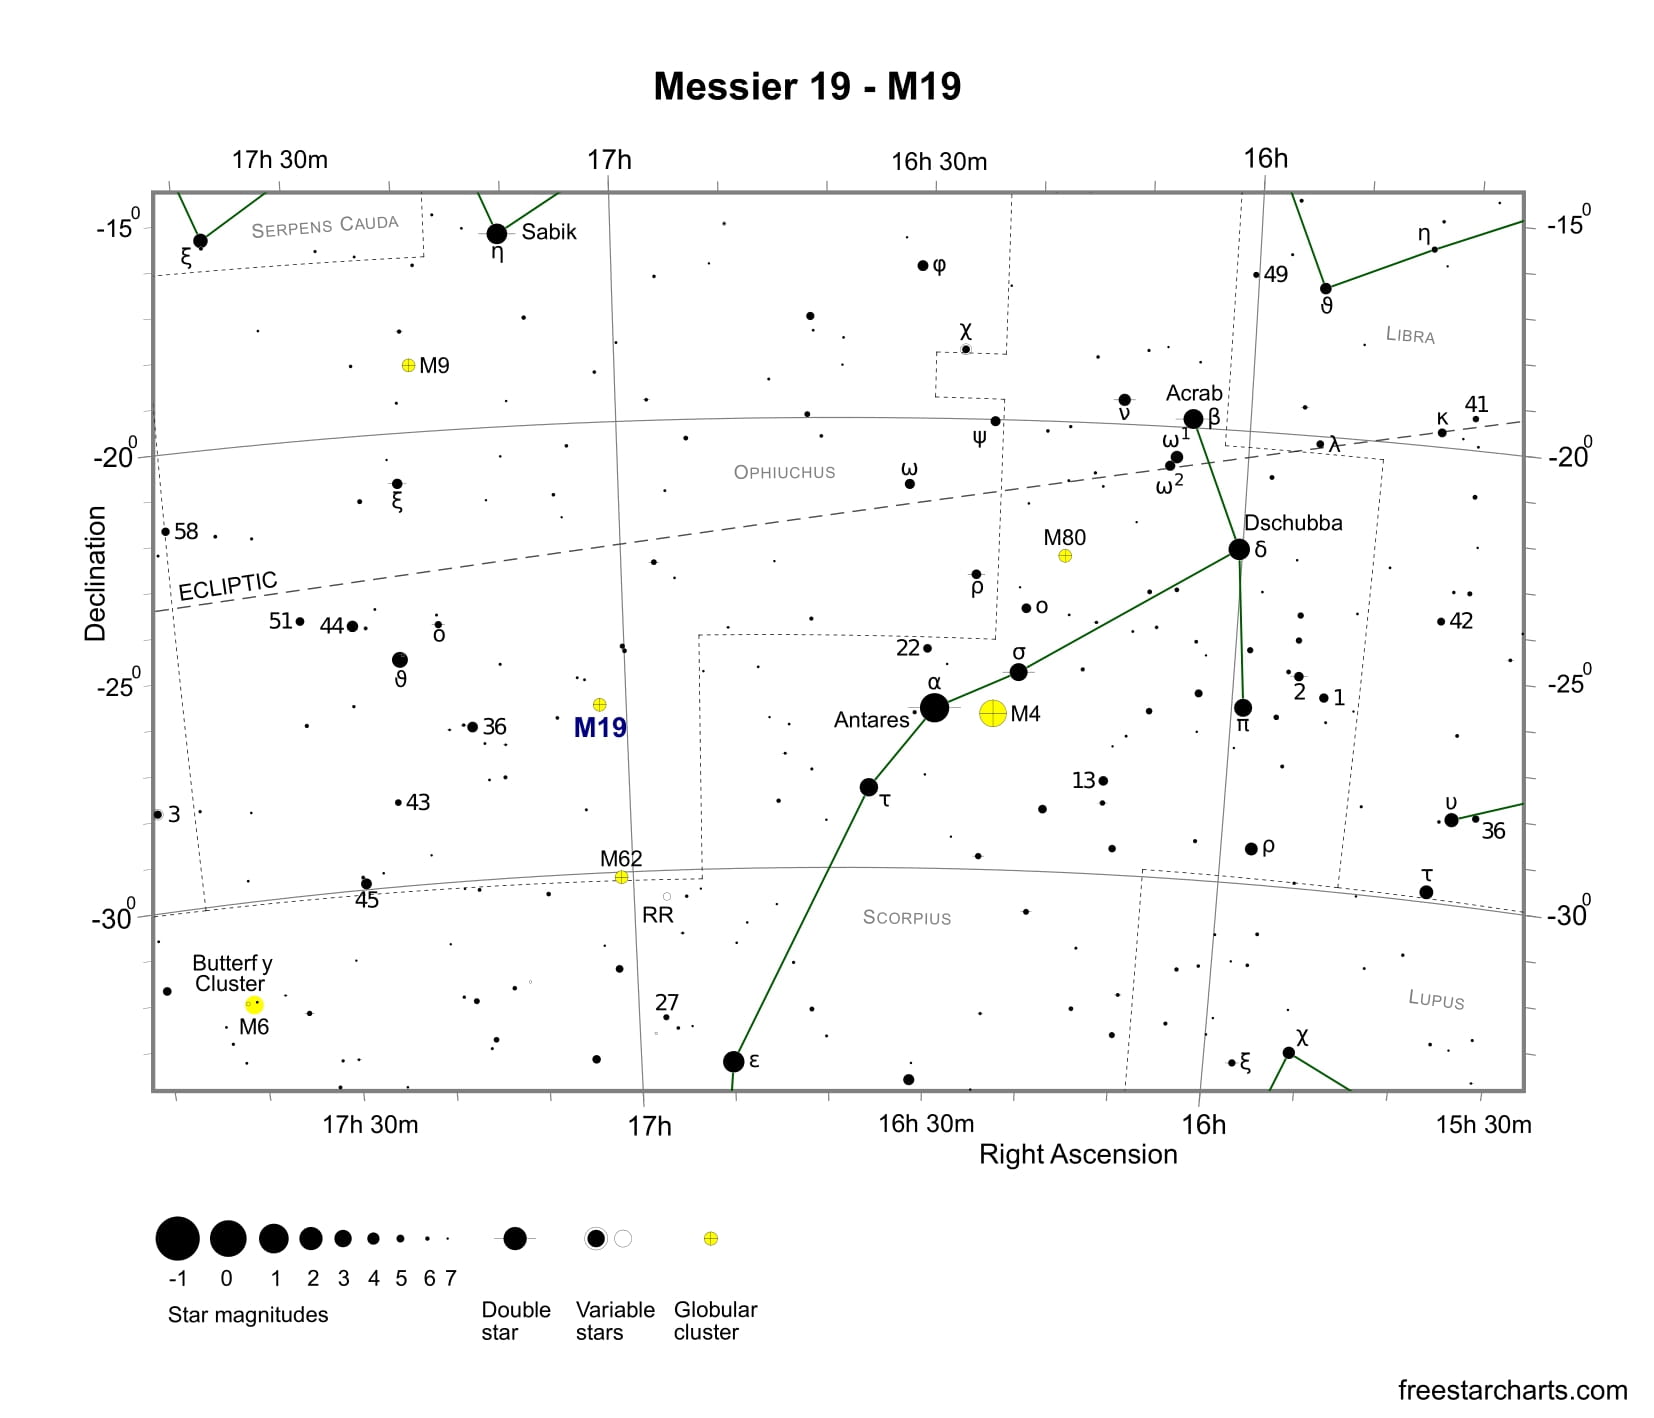 Messier 19 - M19
17h 30m 17h 16h 30m 16h
-15⁰ -15⁰
SERPENS CAUDA
ξ
η
Sabik
φ
η
49
ϑ
χ
LIBRA
M9
Acrab
ν
β
κ
41
ψ
ω¹
λ
-20⁰ -20⁰
OPHIUCHUS
ω
ω²
ξ
58
Dschubba
M80
δ
ECLIPTIC
ρ
ο
51
44
ο
42
22
σ
ϑ
-25⁰ -25⁰
α
2
1
M19
Antares
M4
π
36
13
τ
43
3
υ
36
M62
ρ
45
τ
RR
-30⁰ -30⁰
SCORPIUS
Butterf y
Cluster
M6
27
LUPUS
ε
χ
ξ
Declination
17h 30m 17h 16h 30m 16h 15h 30m
Right Ascension
-1 0 1 2 3 4 5 6 7
Star magnitudes
Double
star
Variable
stars
Globular
cluster
freestarcharts.com